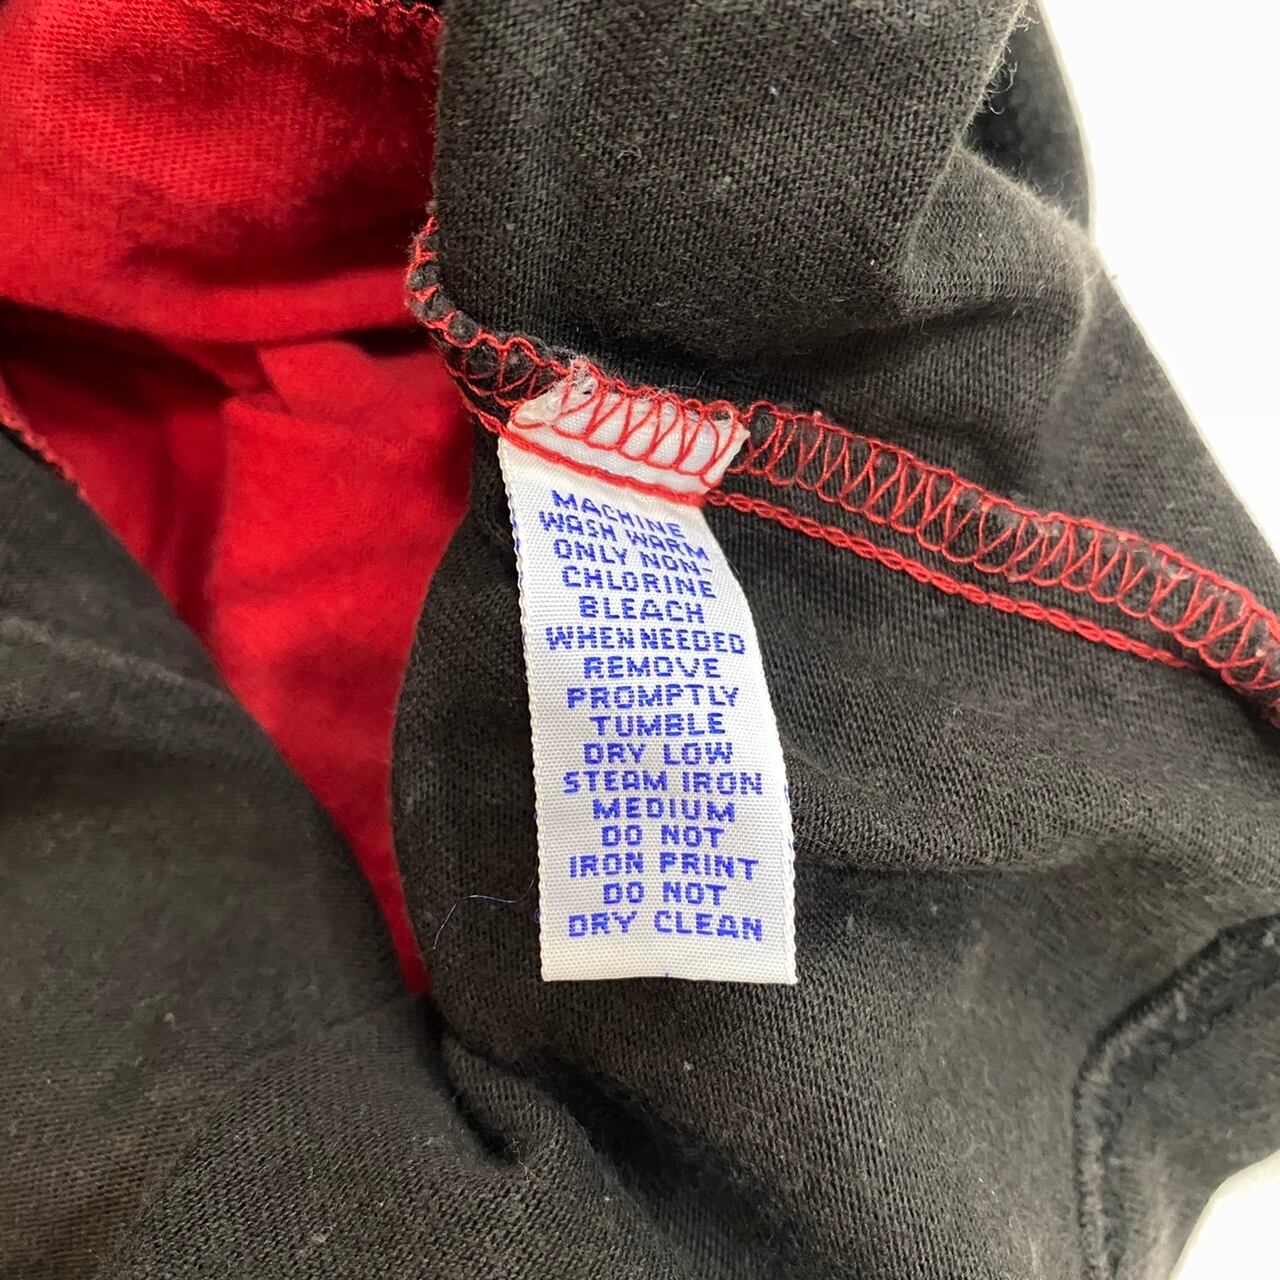 MACHINE
WASH WARM
ONLY NON-
CHLORINE
BLEACH
WHEN NEEDED
REMOVE
PROMPTLY
TUMBLE
DRY LOW
STEAM IRON
MEDIUM
DO NOT
IRON PRINT
DO NOT
DRY CLEAN